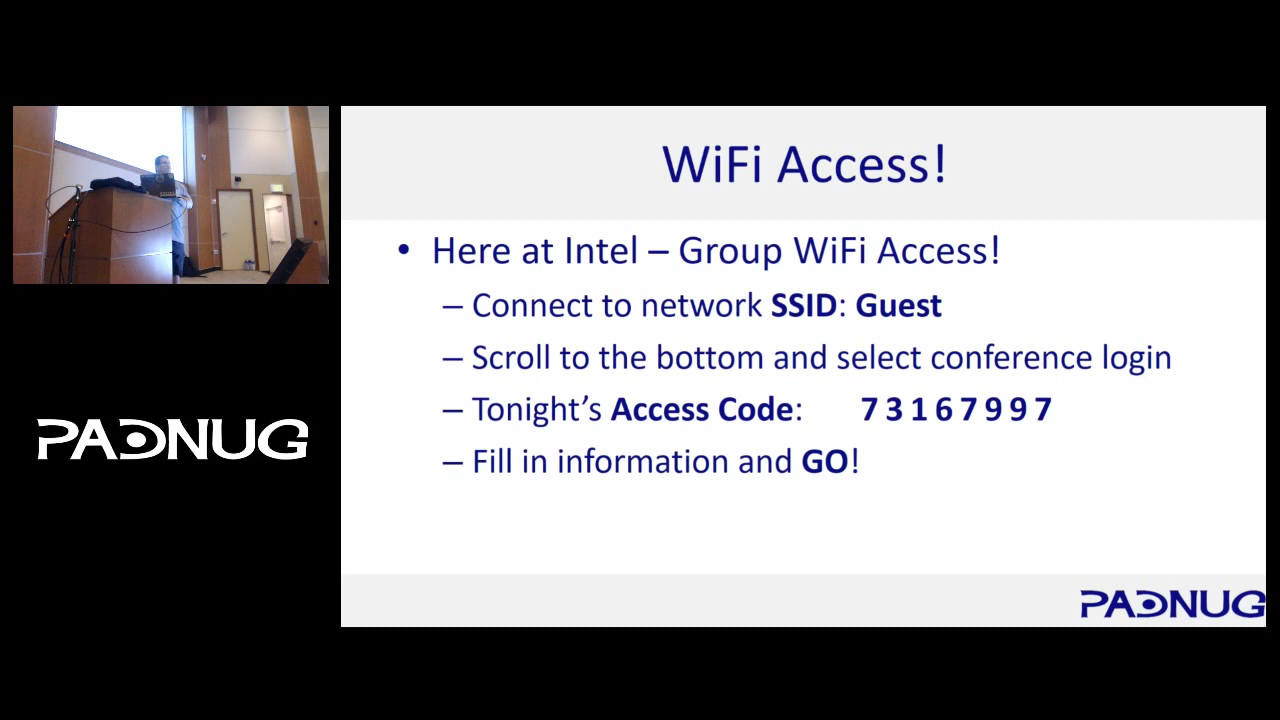 PADNUG
WiFi Access!
• Here at Intel – Group WiFi Access!
– Connect to network SSID: Guest
– Scroll to the bottom and select conference login
– Tonight's Access Code: 7 3 1 6 7 9 9 7
– Fill in information and GO!
PADNUG